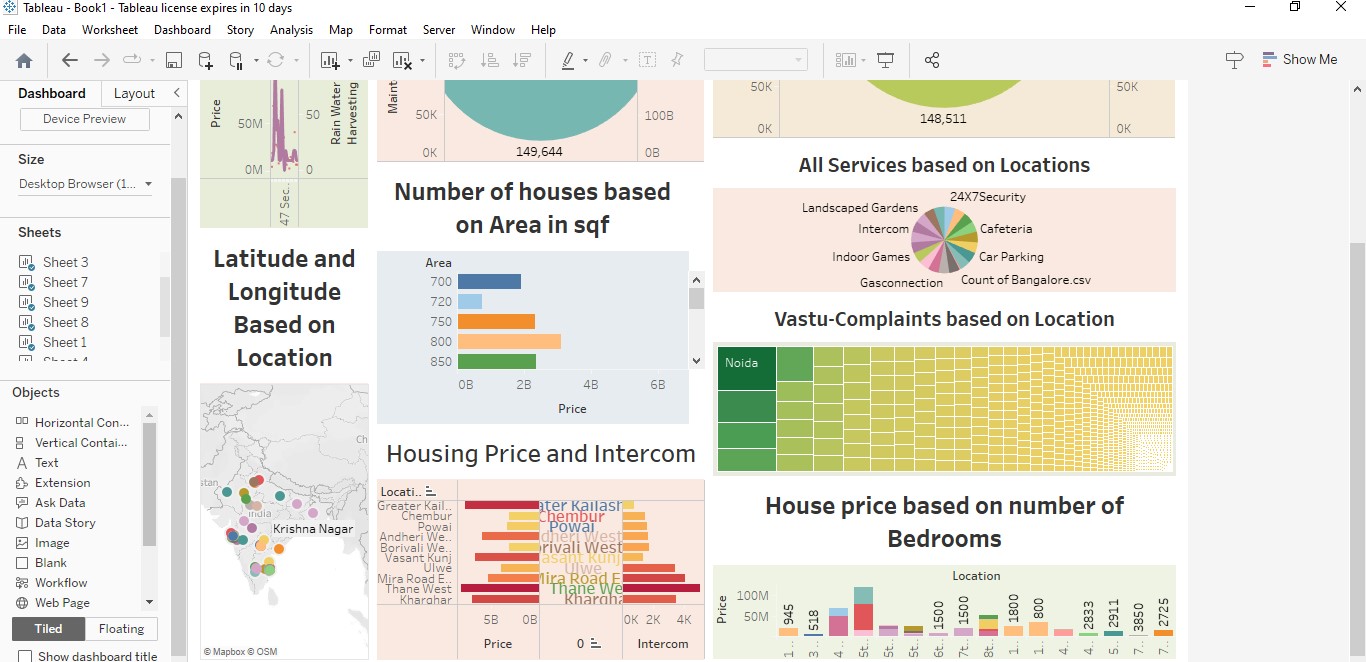 Tableau - Book1 - Tableau license expires in 10 days
File Data Worksheet Dashboard Story Analysis Map Format Server Window Help
Show Me
Dashboard Layout
Device Preview
Size
Desktop Browser (1...
Sheets
Sheet 3
Sheet 7
Sheet 9
Sheet 8
Sheet 1
Objects
Horizontal Con...
Vertical Contai...
Text
Extension
Ask Data
Data Story
Image
Blank
Workflow
Web Page
Tiled Floating
Show dashboard title
Price
50M
0M
50
0
Rain Water
Harvesting
47 Sec..
Latitude and
Longitude
Based on
Location
India
Krishna Nagar
© Mapbox © OSM
Maint
50K
0K
149,644
100B
0B
Number of houses based
on Area in sqf
Area
700
720
750
800
850
0B 2B 4B 6B
Price
Housing Price and Intercom
Locati..
Greater Kail..
Chembur
Powai
Andheri We..
Borivali We..
Vasant Kunj
Ulwe
Mira Road E..
Thane West
Kharghar
ater Kailash
Chembur
Powai
dheri West
orivali West
asant Kunj
Ulwe
Mira Road E
Thane We
Khargha
5B 0B 0K 2K 4K
Price 0 Intercom
50K
0K
148,511
50K
0K
All Services based on Locations
24X7Security
Landscaped Gardens
Intercom
Cafeteria
Indoor Games
Car Parking
Gasconnection
Count of Bangalore.csv
Vastu-Complaints based on Location
Noida
House price based on number of
Bedrooms
Location
Price
100M
50M
945 518 1500 1500 1800 800 2833 2911 3850 2725
1.. 3.. 4.. 5t.. 5t.. 5t.. 6t.. 7t.. 8t.. 1.. 1.. 4.. 4.. 5.. 7.. 7..